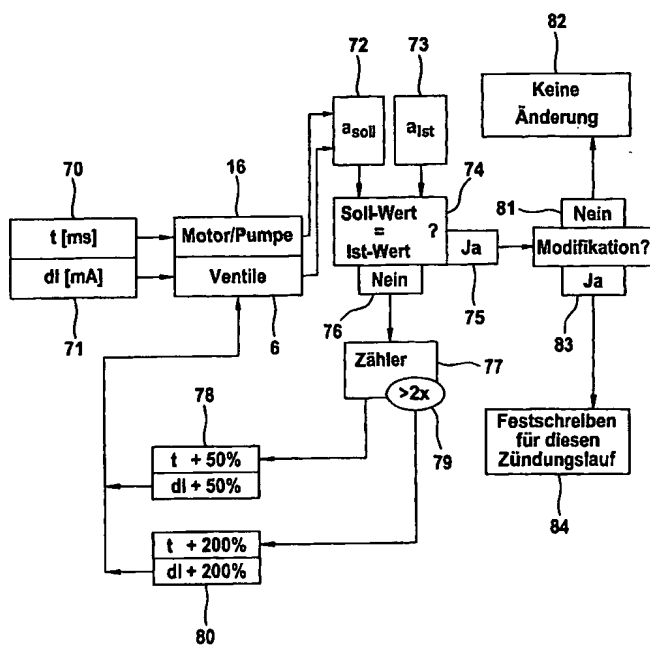 82
72
73
Keine
Änderung
a_soll
a_Ist
70
16
74
81
Soll-Wert
=
Ist-Wert
?
Nein
t [ms]
Motor/Pumpe
Ja
Modifikation?
dI [mA]
Ventile
Nein
Ja
71
6
76
75
83
Zähler
77
>2x
78
79
Festschreiben
für diesen
Zündungslauf
t + 50%
dI + 50%
84
t + 200%
dI + 200%
80